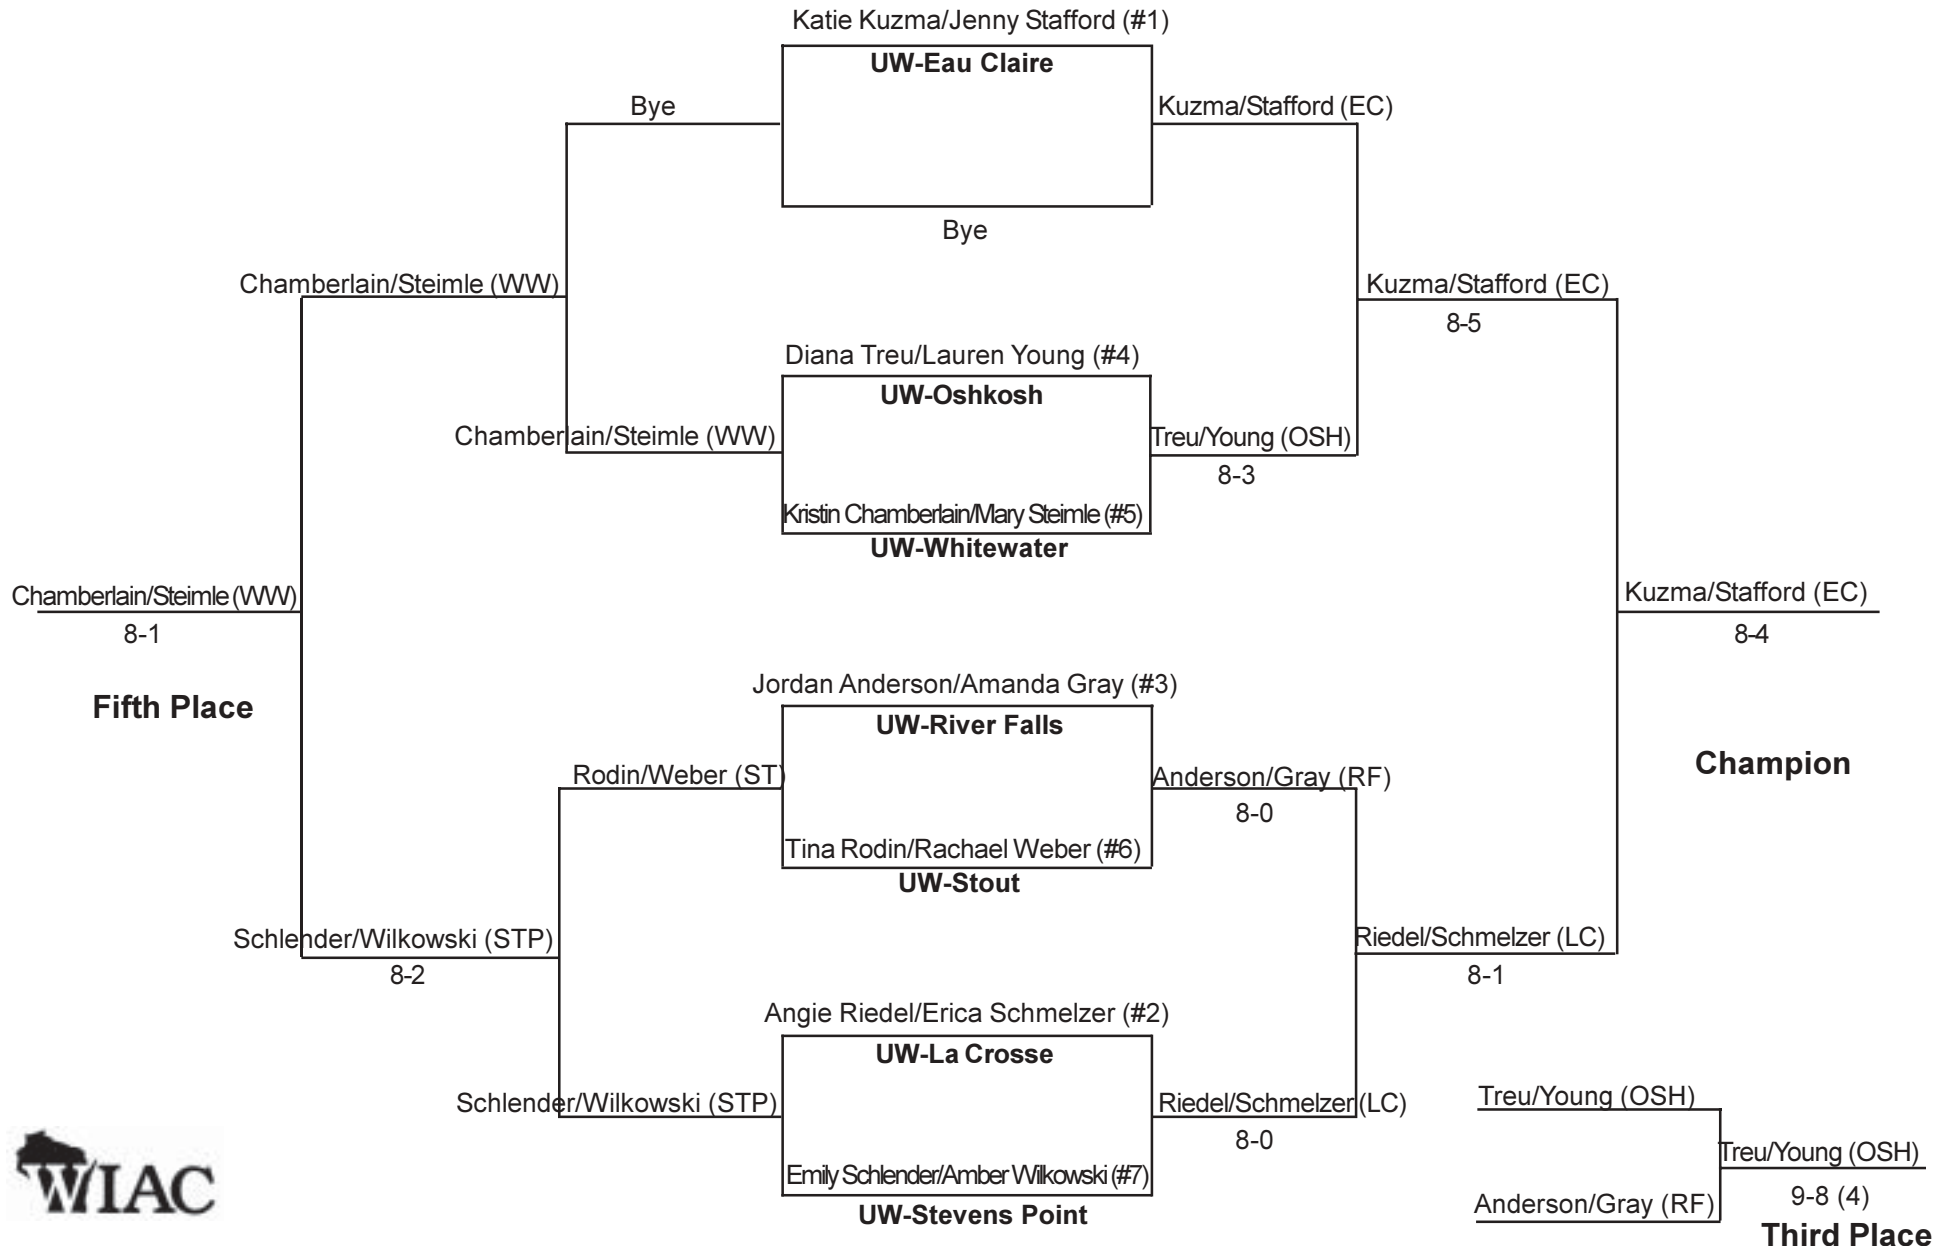 Katie Kuzma/Jenny Stafford (#1)
UW-Eau Claire
Bye
Kuzma/Stafford (EC)
Bye
Chamberlain/Steimle (WW)
Kuzma/Stafford (EC)
8-5
Diana Treu/Lauren Young (#4)
UW-Oshkosh
Chamberlain/Steimle (WW)
Treu/Young (OSH)
8-3
Kristin Chamberlain/Mary Steimle (#5)
UW-Whitewater
Chamberlain/Steimle (WW)
8-1
Kuzma/Stafford (EC)
8-4
Fifth Place
Jordan Anderson/Amanda Gray (#3)
UW-River Falls
Champion
Rodin/Weber (ST)
Anderson/Gray (RF)
8-0
Tina Rodin/Rachael Weber (#6)
UW-Stout
Schlender/Wilkowski (STP)
8-2
Riedel/Schmelzer (LC)
8-1
Angie Riedel/Erica Schmelzer (#2)
UW-La Crosse
Schlender/Wilkowski (STP)
Riedel/Schmelzer (LC)
8-0
Emily Schlender/Amber Wilkowski (#7)
UW-Stevens Point
Treu/Young (OSH)
Treu/Young (OSH)
9-8 (4)
Anderson/Gray (RF)
Third Place
WIAC